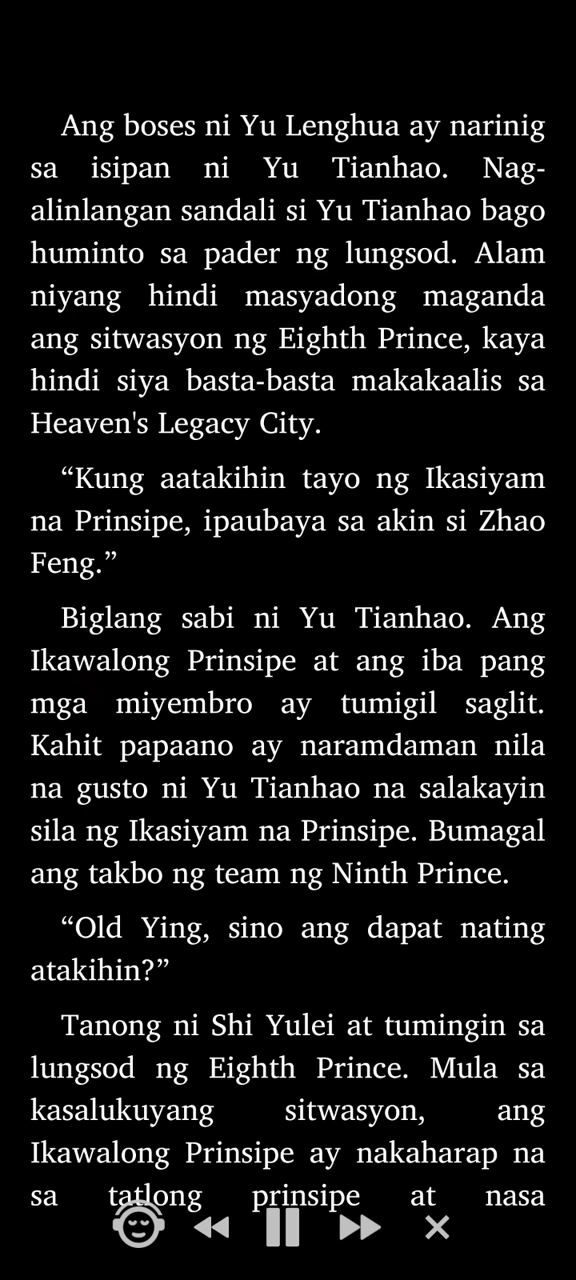 Ang boses ni Yu Lenghua ay narinig
sa isipan ni Yu Tianhao. Nag-
alinlangan sandali si Yu Tianhao bago
huminto sa pader ng lungsod. Alam
niyang hindi masyadong maganda
ang sitwasyon ng Eighth Prince, kaya
hindi siya basta-basta makakaalis sa
Heaven's Legacy City.
“Kung aatakihin tayo ng Ikasiyam
na Prinsipe, ipaubaya sa akin si Zhao
Feng.”
Biglang sabi ni Yu Tianhao. Ang
Ikawalong Prinsipe at ang iba pang
mga miyembro ay tumigil saglit.
Kahit papaano ay naramdaman nila
na gusto ni Yu Tianhao na salakayin
sila ng Ikasiyam na Prinsipe. Bumagal
ang takbo ng team ng Ninth Prince.
“Old Ying, sino ang dapat nating
atakihin?”
Tanong ni Shi Yulei at tumingin sa
lungsod ng Eighth Prince. Mula sa
kasalukuyang sitwasyon, ang
Ikawalong Prinsipe ay nakaharap na
sa tatlong prinsipe at nasa